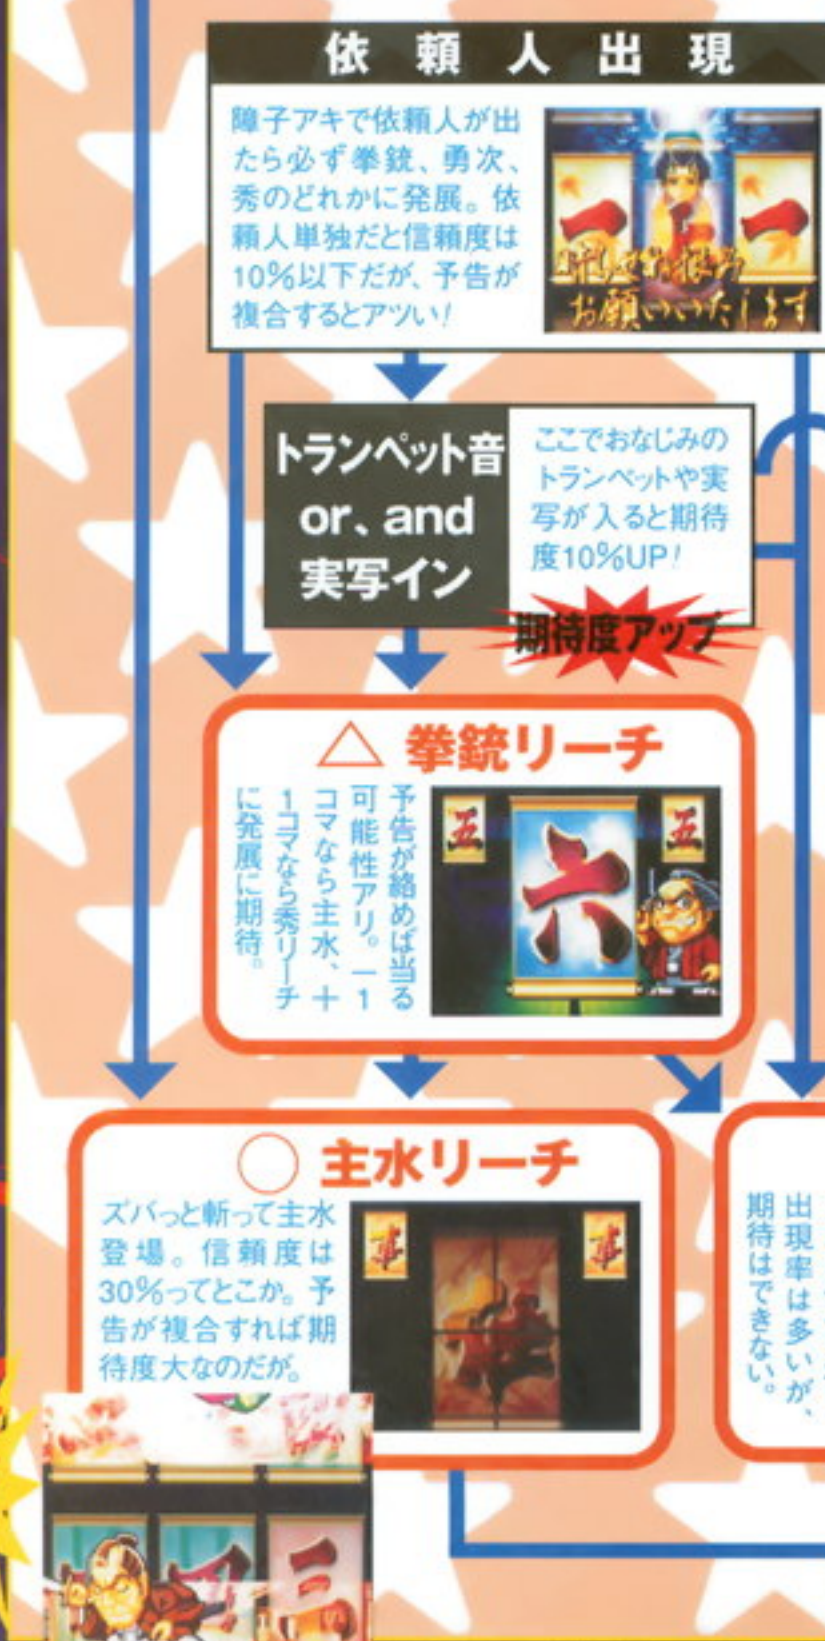 依頼人出現
障子アキで依頼人が出
たら必ず拳銃、勇次、
秀のどれかに発展。依
頼人単独だと信頼度は
10%以下だが、予告が
複合するとアツい!
一
一
お願いいたします
トランペット音
or、and
実写イン
ここでおなじみの
トランペットや実
写が入ると期待
度10%UP!
期待度アップ
△ 拳銃リーチ
予告が絡めば当る
可能性アリ。一1
コマなら主水、十
1コマなら秀リーチ
に発展に期待。
五
六
五
○ 主水リーチ
ズバっと斬って主水
登場。信頼度は
30%ってとこか。予
告が複合すれば期
待度大なのだが。
出現率は多いが、
期待はできない。
三